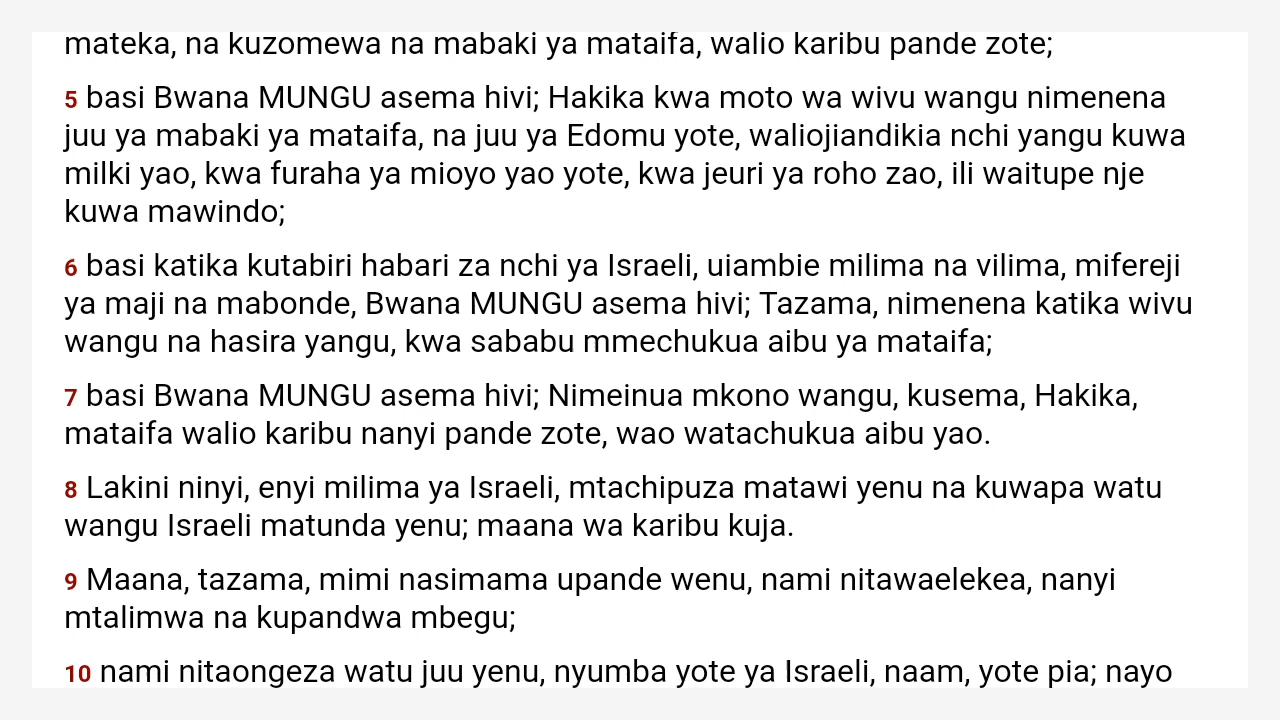 mateka, na kuzomewa na mabaki ya mataifa, walio karibu pande zote;
5 basi Bwana MUNGU asema hivi; Hakika kwa moto wa wivu wangu nimenena
juu ya mabaki ya mataifa, na juu ya Edomu yote, waliojiandikia nchi yangu kuwa
milki yao, kwa furaha ya mioyo yao yote, kwa jeuri ya roho zao, ili waitupe nje
kuwa mawindo;
6 basi katika kutabiri habari za nchi ya Israeli, uiambie milima na vilima, mifereji
ya maji na mabonde, Bwana MUNGU asema hivi; Tazama, nimenena katika wivu
wangu na hasira yangu, kwa sababu mmechukua aibu ya mataifa;
7 basi Bwana MUNGU asema hivi; Nimeinua mkono wangu, kusema, Hakika,
mataifa walio karibu nanyi pande zote, wao watachukua aibu yao.
8 Lakini ninyi, enyi milima ya Israeli, mtachipuza matawi yenu na kuwapa watu
wangu Israeli matunda yenu; maana wa karibu kuja.
9 Maana, tazama, mimi nasimama upande wenu, nami nitawaelekea, nanyi
mtalimwa na kupandwa mbegu;
10 nami nitaongeza watu juu yenu, nyumba yote ya Israeli, naam, yote pia; nayo